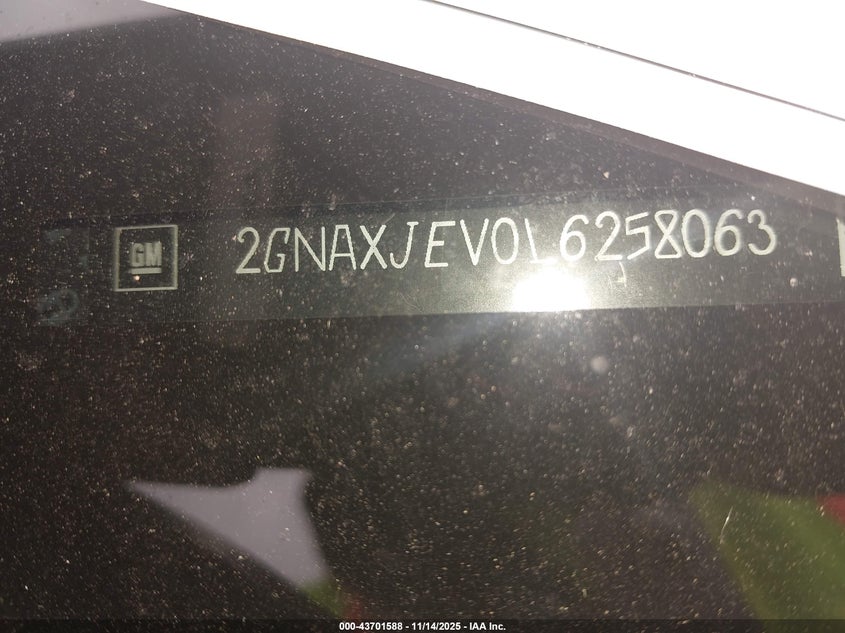 GM
2GNAXJEV0L6258063
000-43701588 - 11/14/2025 - IAA Inc.